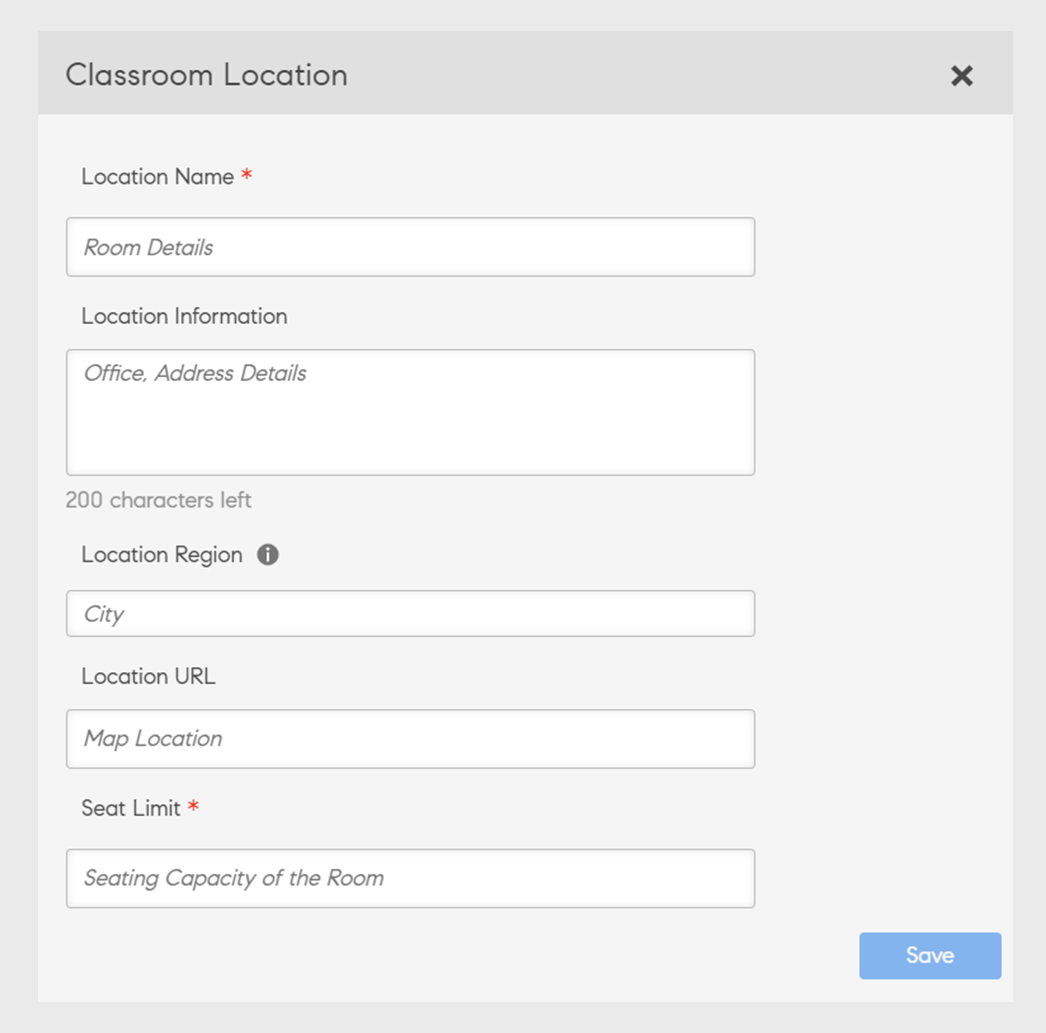 Classroom Location
Location Name *
Room Details
Location Information
Office, Address Details
200 characters left
Location Region
City
Location URL
Map Location
Seat Limit *
Seating Capacity of the Room
Save